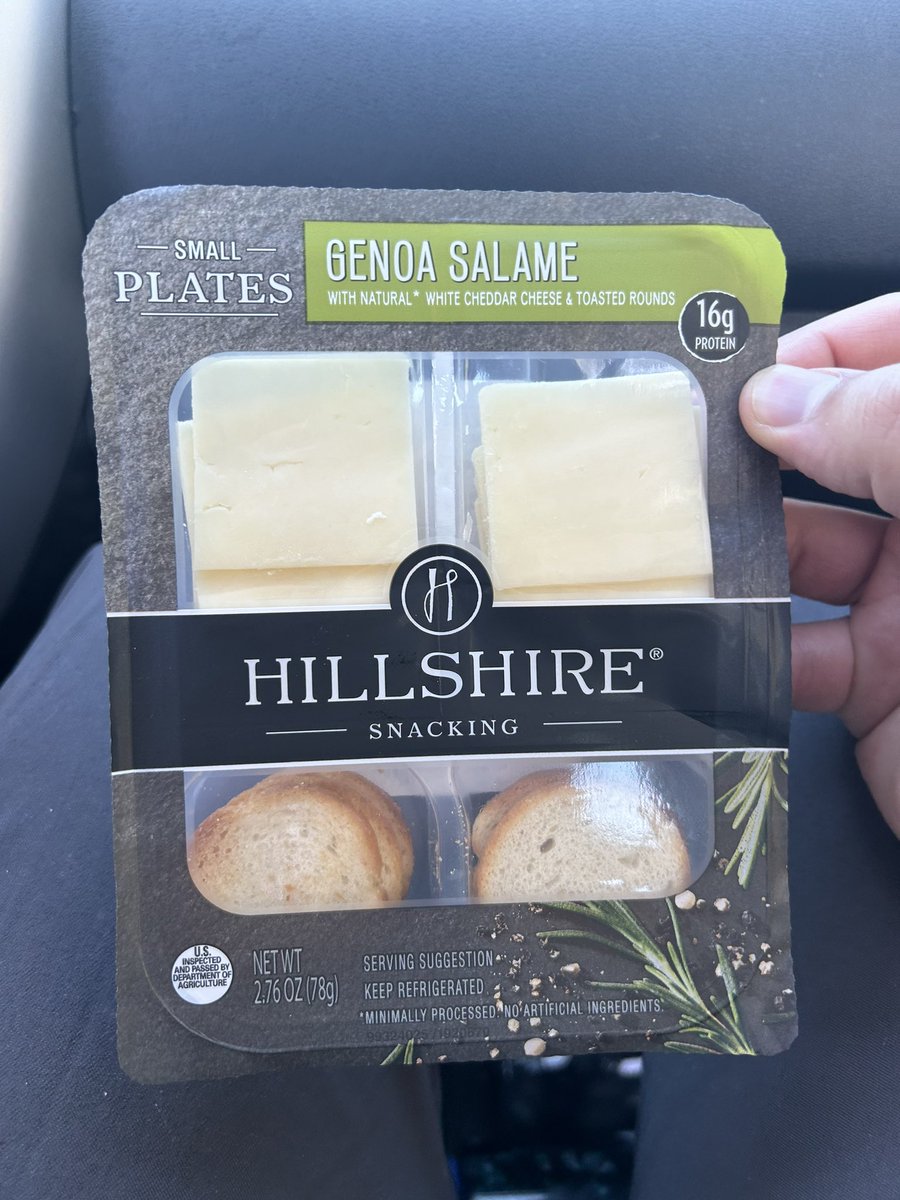 SMALL
PLATES
GENOA SALAME
WITH NATURAL* WHITE CHEDDAR CHEESE & TOASTED ROUNDS
16g
PROTEIN
H
HILLSHIRE®
SNACKING
U.S.
INSPECTED
AND PASSED BY
DEPARTMENT OF
AGRICULTURE
NET WT
2.76 OZ (78g)
SERVING SUGGESTION
KEEP REFRIGERATED
*MINIMALLY PROCESSED. NO ARTIFICIAL INGREDIENTS.